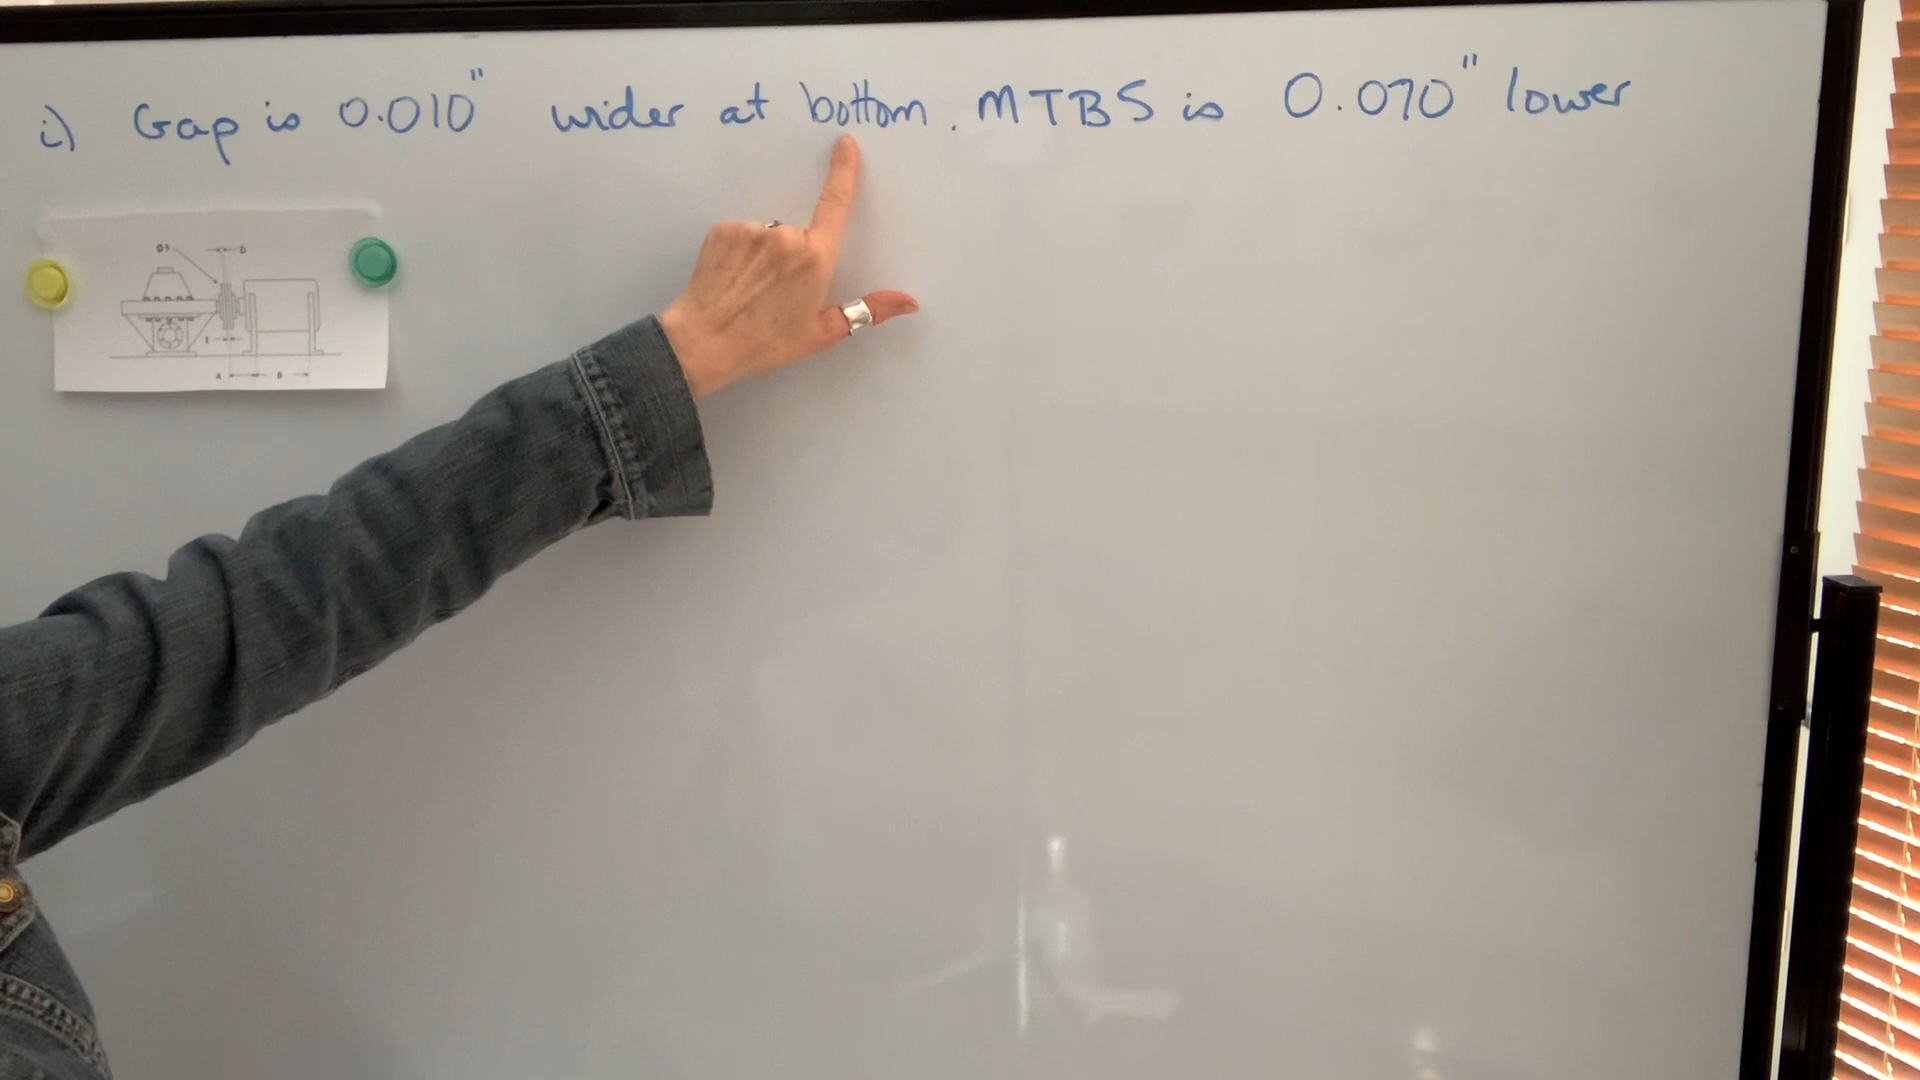 i) Gap is 0.010" wider at bottom. MTBS is 0.070" lower
D
A
B